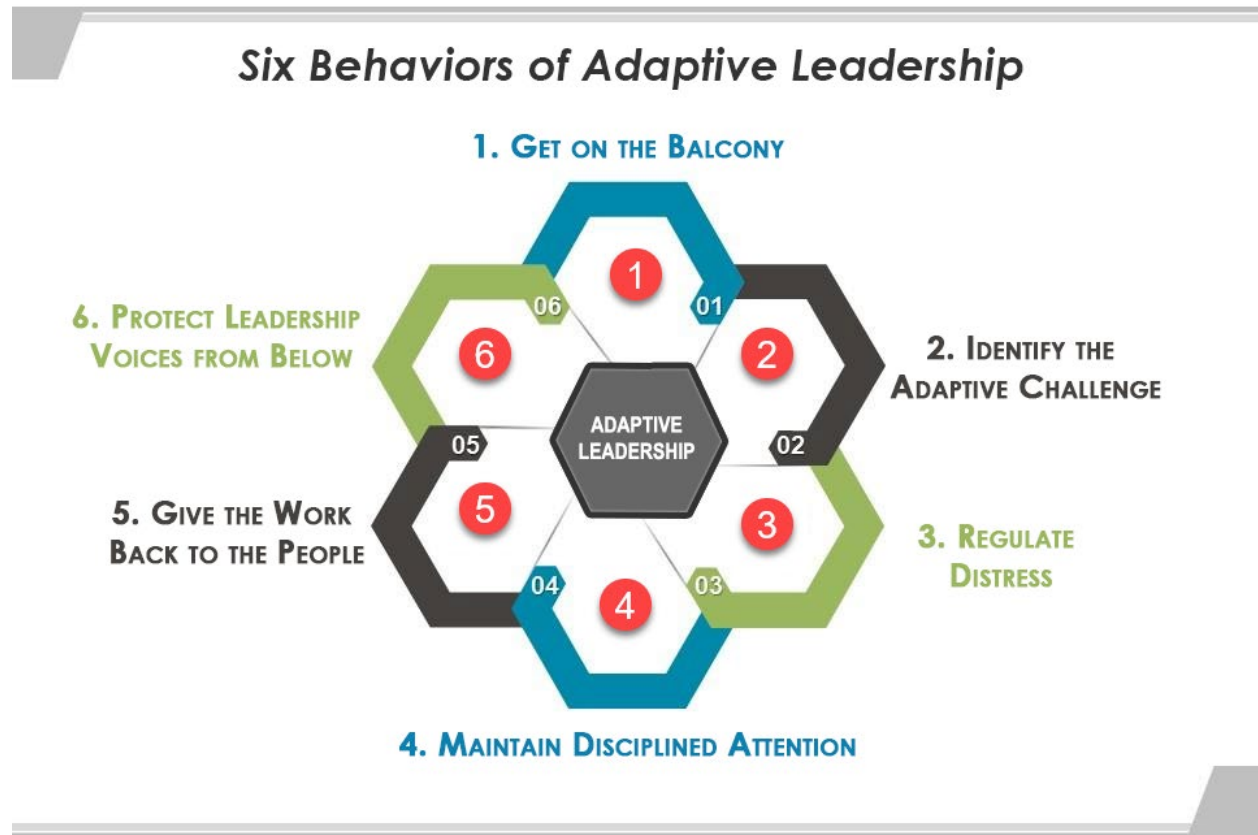 Six Behaviors of Adaptive Leadership
1. Get on the Balcony
1
01
6. Protect Leadership
Voices from Below
06
6
2
2. Identify the
Adaptive Challenge
02
ADAPTIVE
LEADERSHIP
05
5
5. Give the Work
Back to the People
3
03
3. Regulate
Distress
04
4
4. Maintain Disciplined Attention